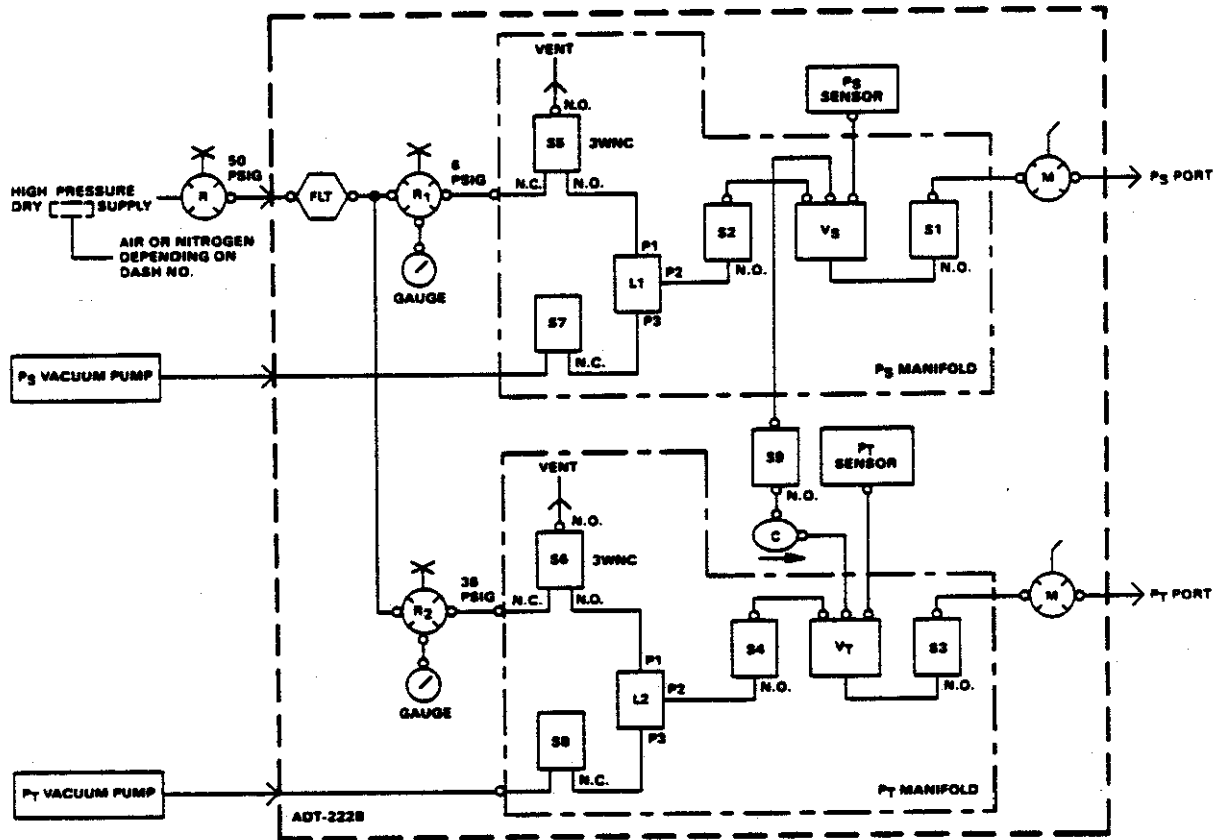 VENT
N.O.
S5
3WNC
N.C.
N.O.
PS
SENSOR
50
PSIG
6
PSIG
HIGH PRESSURE
DRY SUPPLY
R
FLT
R1
AIR OR NITROGEN
DEPENDING ON
DASH NO.
GAUGE
P1
L1
P2
P3
S2
N.O.
VS
S1
N.O.
M
PS PORT
S7
N.C.
PS VACUUM PUMP
PS MANIFOLD
S9
N.O.
PT
SENSOR
C
VENT
N.O.
S6
3WNC
N.C.
N.O.
R2
PSIG
GAUGE
P1
L2
P2
P3
S4
N.O.
VT
S3
N.O.
M
PT PORT
S8
N.C.
PT VACUUM PUMP
PT MANIFOLD
ADT-222B